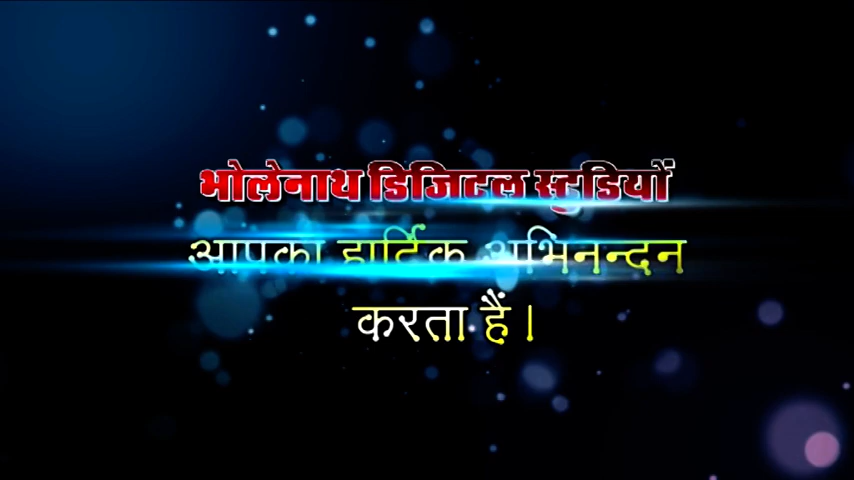 भोलेनाथ डिजिटल स्टुडियों
आपका हार्दिक अभिनन्दन
करता हैं।